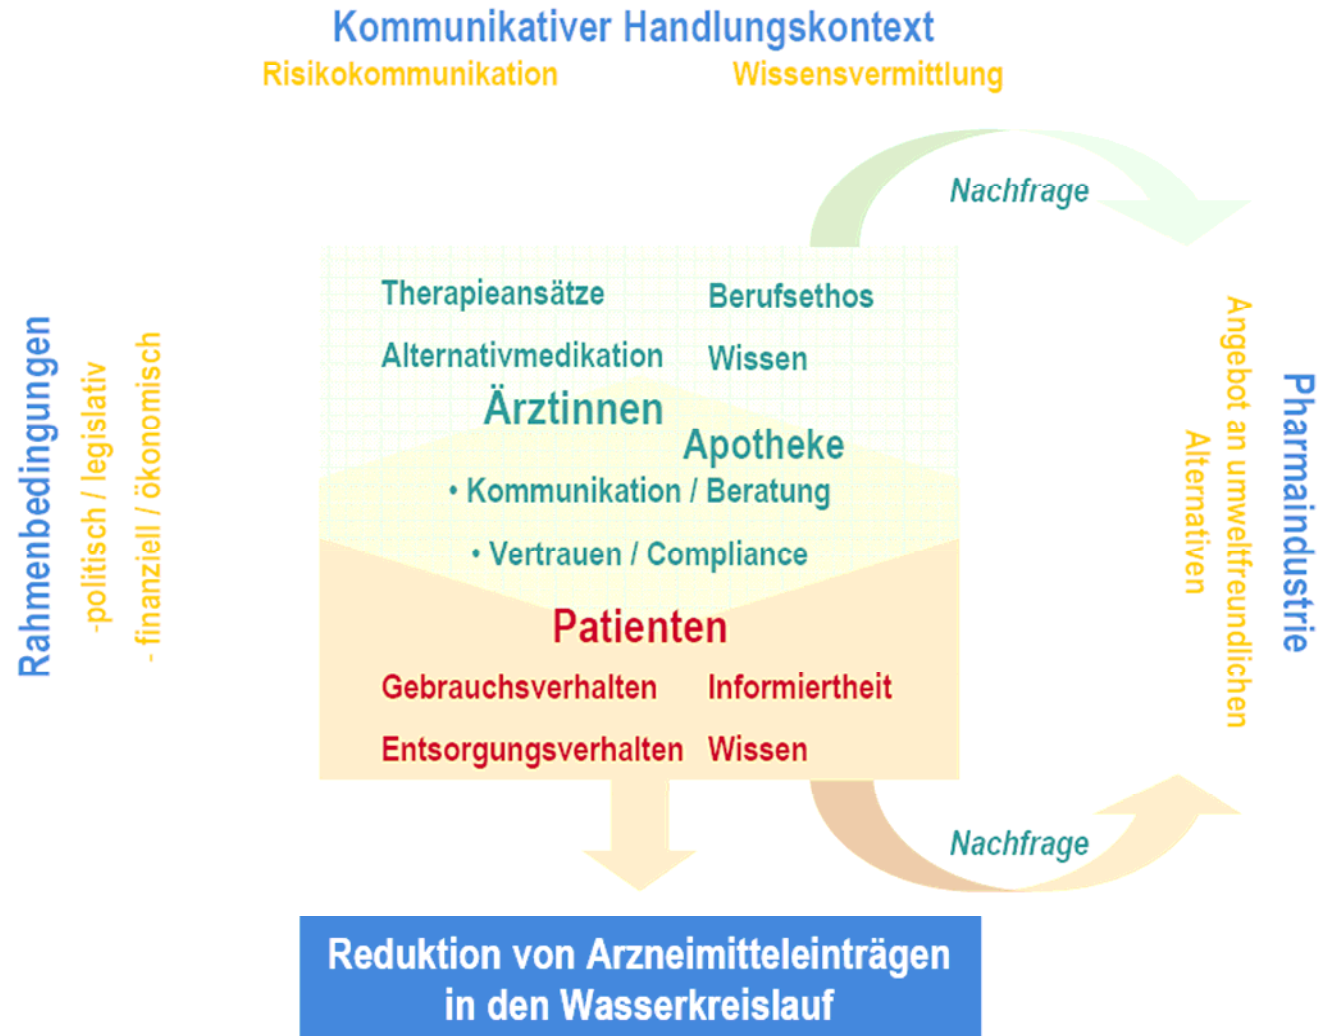 Kommunikativer Handlungskontext
Risikokommunikation Wissensvermittlung
Nachfrage
Rahmenbedingungen
-politisch / legislativ
- finanziell / ökonomisch
Therapieansätze Berufsethos
Alternativmedikation Wissen
Ärztinnen
Apotheke
• Kommunikation / Beratung
• Vertrauen / Compliance
Patienten
Gebrauchsverhalten Informiertheit
Entsorgungsverhalten Wissen
Angebot an umweltfreundlichen
Alternativen
Pharmaindustrie
Nachfrage
Reduktion von Arzneimitteleinträgen
in den Wasserkreislauf